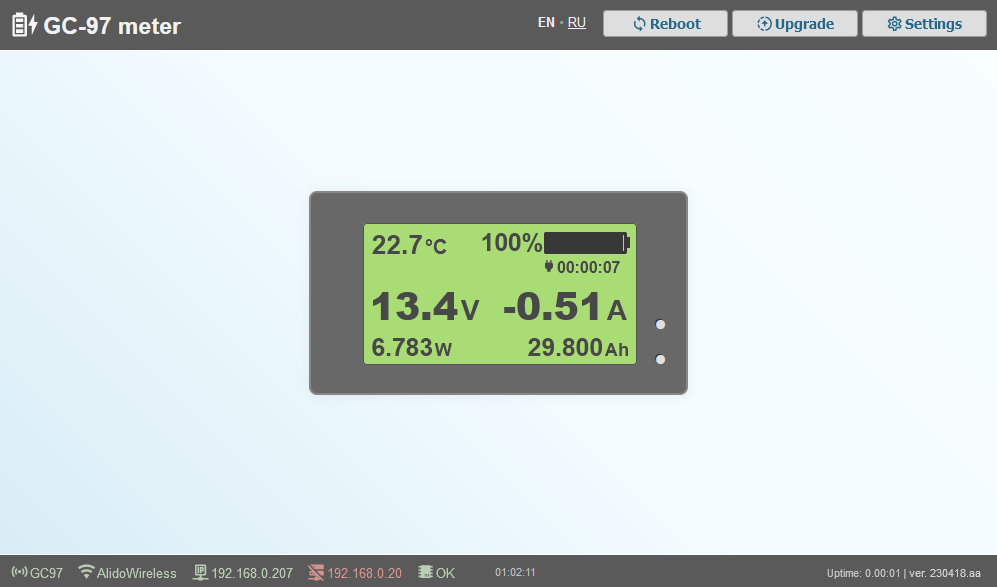 GC-97 meter
EN • RU
Reboot
Upgrade
Settings
22.7°C
100%
00:00:07
13.4V
-0.51A
6.783W
29.800Ah
GC97
AlidoWireless
IP
192.168.0.207
192.168.0.20
OK
01:02:11
Uptime: 0.00:01 | ver. 230418.aa